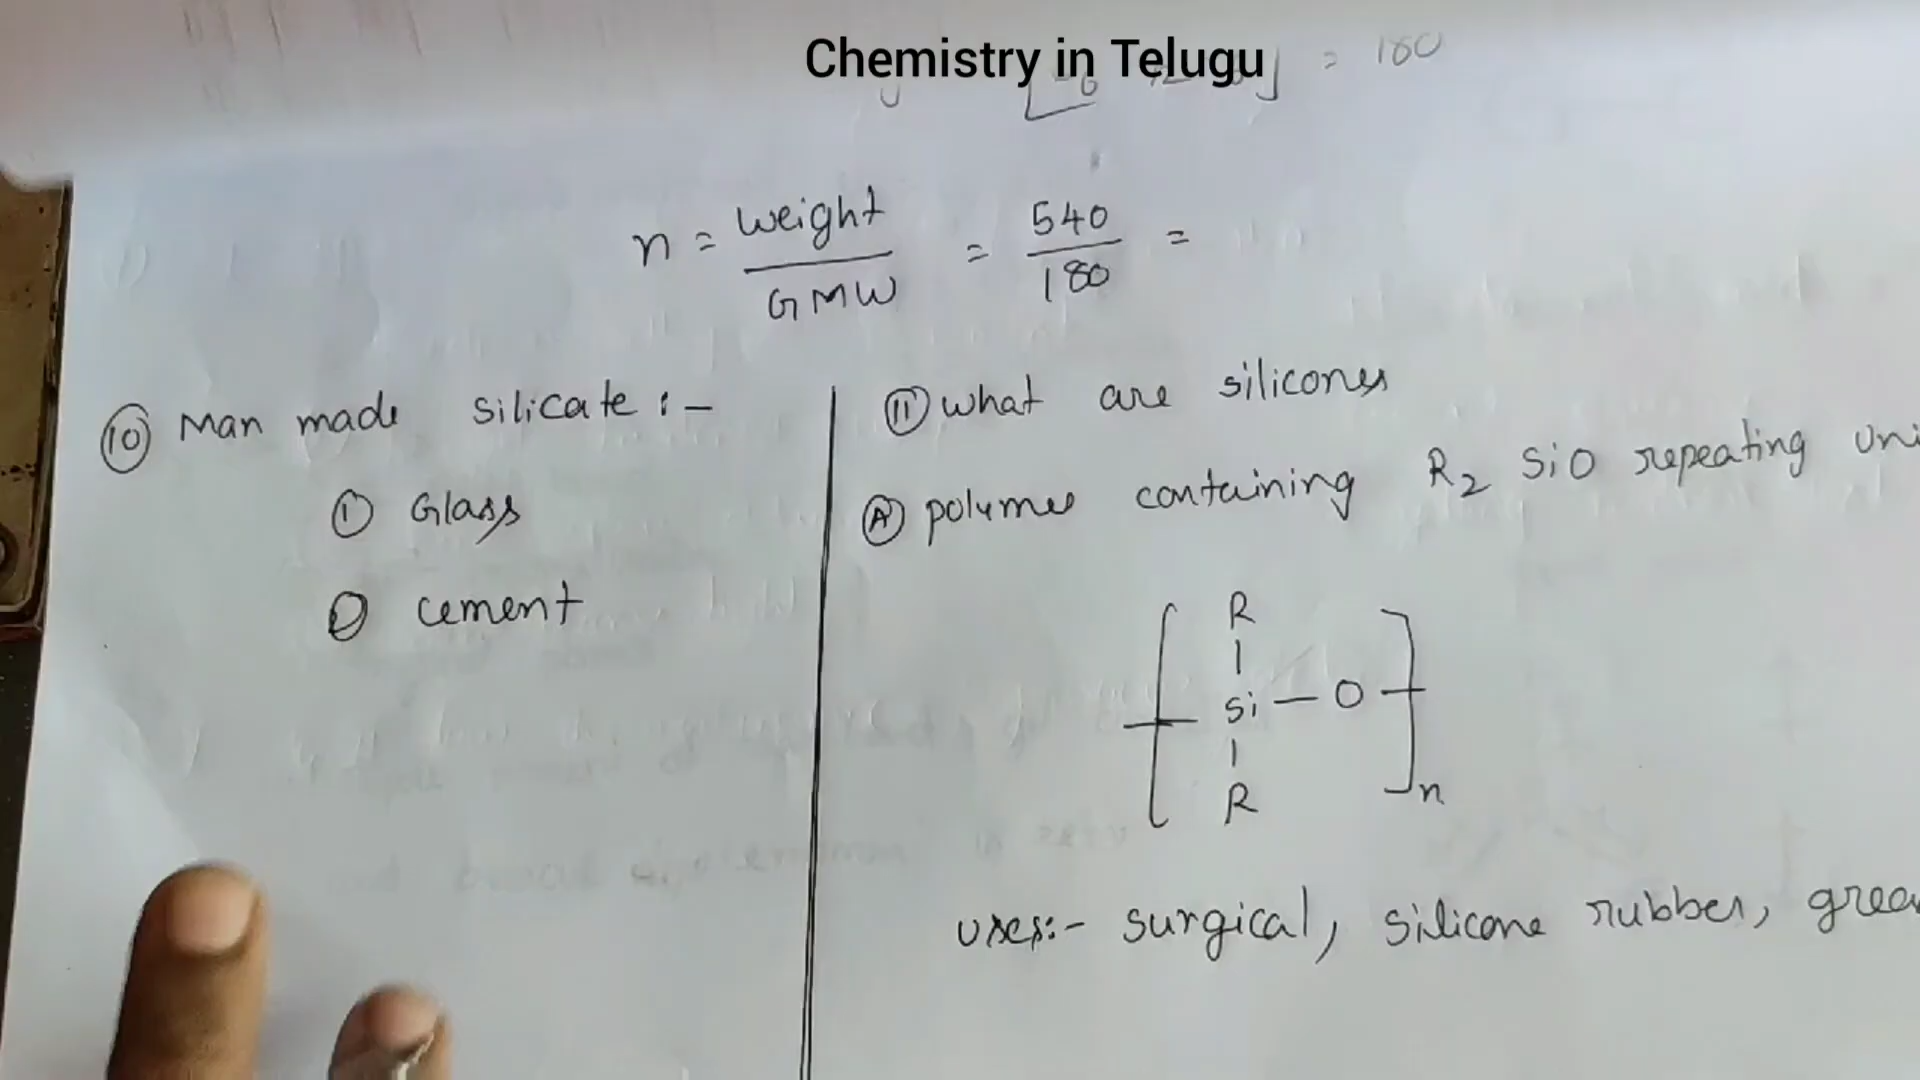 Chemistry in Telugu
= 180
n = weight / GMW = 540 / 180 =
⑩ Man made silicate :-
① Glass
② cement
⑪ what are silicones
Ⓐ polymer containing R2 SiO repeating
R
Si - O
R
n
uses:- surgical, silicone rubber,